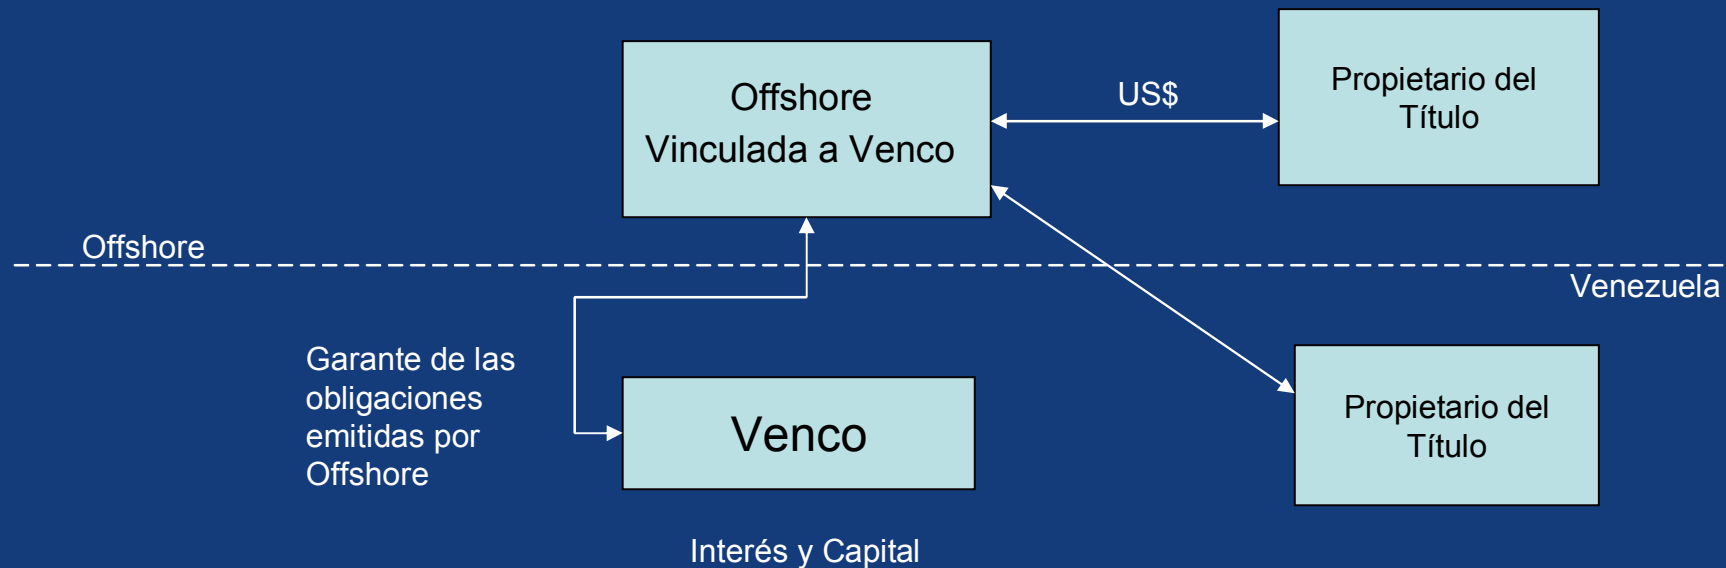 Offshore
Vinculada a Venco
US$
Propietario del
Título
Offshore
Venezuela
Garante de las
obligaciones
emitidas por
Offshore
Venco
Propietario del
Título
Interés y Capital